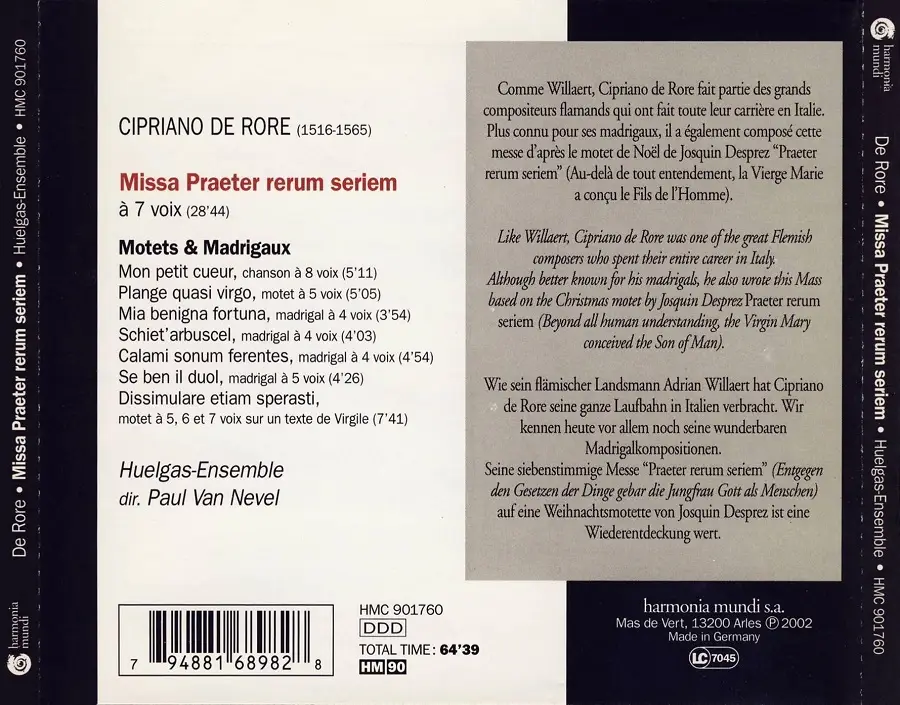 De Rore • Missa Praeter rerum seriem • Huelgas-Ensemble • HMC 901760
harmonia
mundi
CIPRIANO DE RORE (1516-1565)
Missa Praeter rerum seriem
à 7 voix (28'44)
Motets & Madrigaux
Mon petit cueur, chanson à 8 voix (5'11)
Plange quasi virgo, motet à 5 voix (5'05)
Mia benigna fortuna, madrigal à 4 voix (3'54)
Schiet'arbuscel, madrigal à 4 voix (4'03)
Calami sonum ferentes, madrigal à 4 voix (4'54)
Se ben il duol, madrigal à 5 voix (4'26)
Dissimulare etiam sperasti,
motet à 5, 6 et 7 voix sur un texte de Virgile (7'41)
Huelgas-Ensemble
dir. Paul Van Nevel
7 94881 68982 8
HMC 901760
DDD
TOTAL TIME : 64'39
HM 90
Comme Willaert, Cipriano de Rore fait partie des grands
compositeurs flamands qui ont fait toute leur carrière en Italie.
Plus connu pour ses madrigaux, il a également composé cette
messe d'après le motet de Noël de Josquin Desprez "Praeter
rerum seriem" (Au-delà de tout entendement, la Vierge Marie
a conçu le Fils de l'Homme).
Like Willaert, Cipriano de Rore was one of the great Flemish
composers who spent their entire career in Italy.
Although better known for his madrigals, he also wrote this Mass
based on the Christmas motet by Josquin Desprez Praeter rerum
seriem (Beyond all human understanding, the Virgin Mary
conceived the Son of Man).
Wie sein flämischer Landsmann Adrian Willaert hat Cipriano
de Rore seine ganze Laufbahn in Italien verbracht. Wir
kennen heute vor allem noch seine wunderbaren
Madrigalkompositionen.
Seine siebenstimmige Messe "Praeter rerum seriem" (Entgegen
den Gesetzen der Dinge gebar die Jungfrau Gott als Menschen)
auf eine Weihnachtsmotette von Josquin Desprez ist eine
Wiederentdeckung wert.
harmonia mundi s.a.
Mas de Vert, 13200 Arles Ⓟ 2002
Made in Germany
LC 7045
harmonia
mundi
De Rore • Missa Praeter rerum seriem • Huelgas-Ensemble • HMC 901760